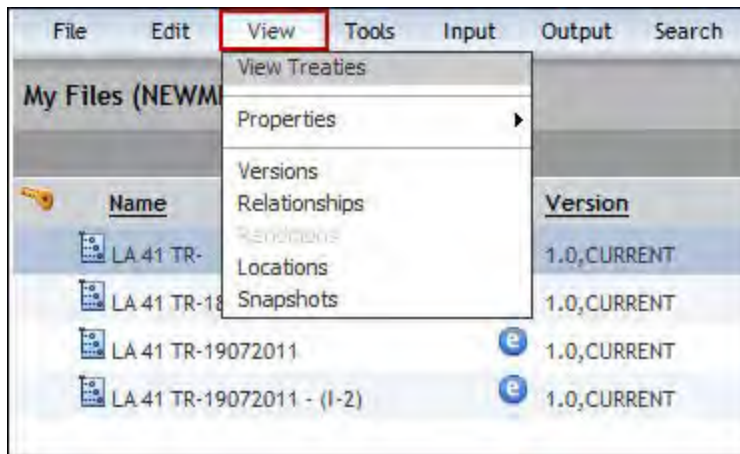 File Edit View Tools Input Output Search
View Treaties
My Files (NEWM
Properties
Versions
Name Relationships Version
Renditions
LA 41 TR- Locations 1.0,CURRENT
LA 41 TR-18 Snapshots 1.0,CURRENT
LA 41 TR-19072011 e 1.0,CURRENT
LA 41 TR-19072011 - (I-2) e 1.0,CURRENT